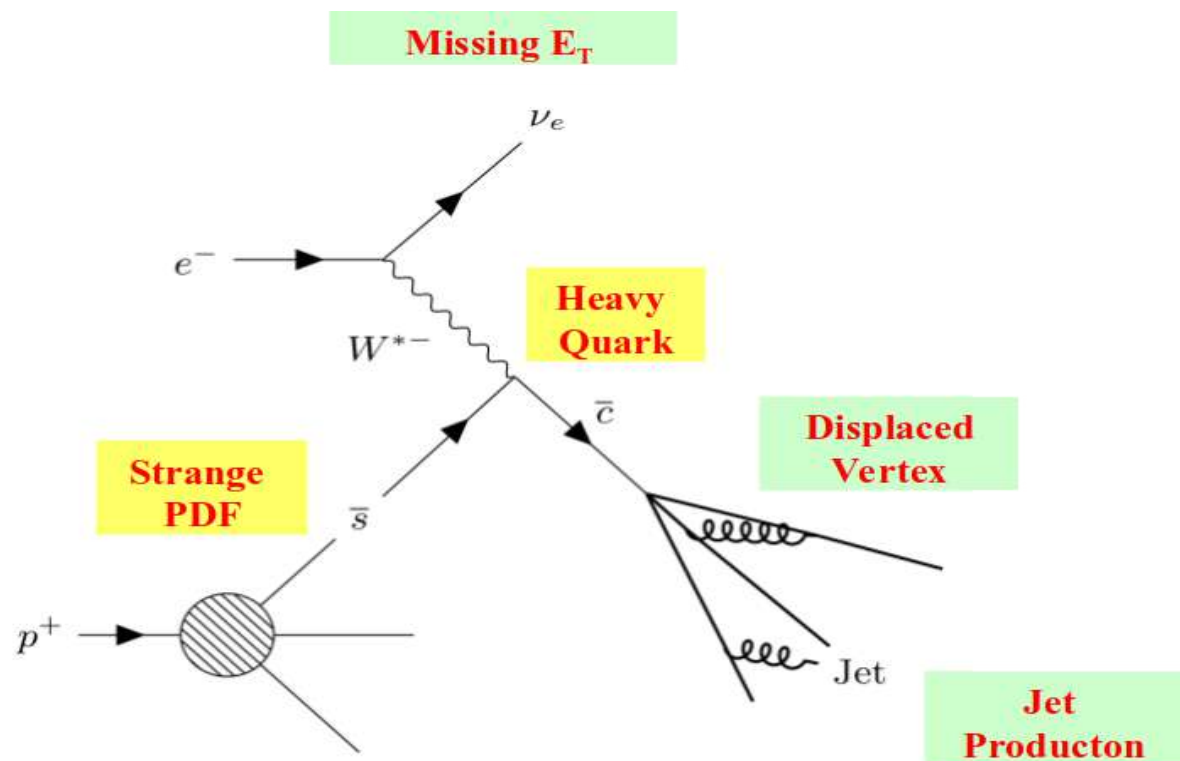 Missing E_T
ν_e
e^−
Heavy
Quark
W^{*−}
c̅
Displaced
Vertex
Strange
PDF
s̅
p^+
Jet
Jet
Producton